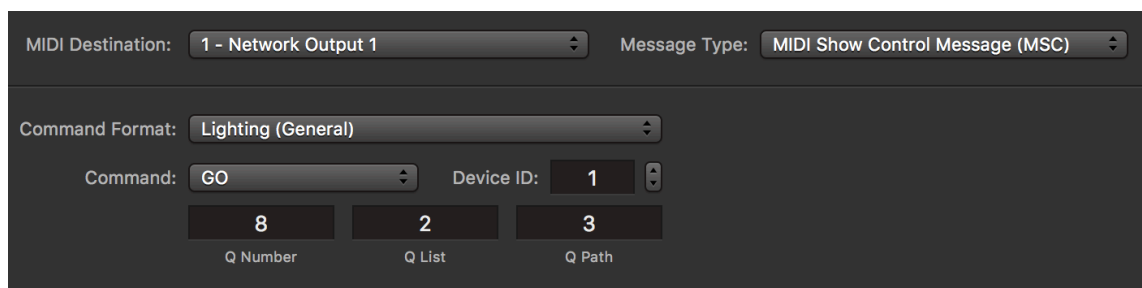 MIDI Destination: 1 - Network Output 1 Message Type: MIDI Show Control Message (MSC)
Command Format: Lighting (General)
Command: GO Device ID: 1
8 2 3
Q Number Q List Q Path